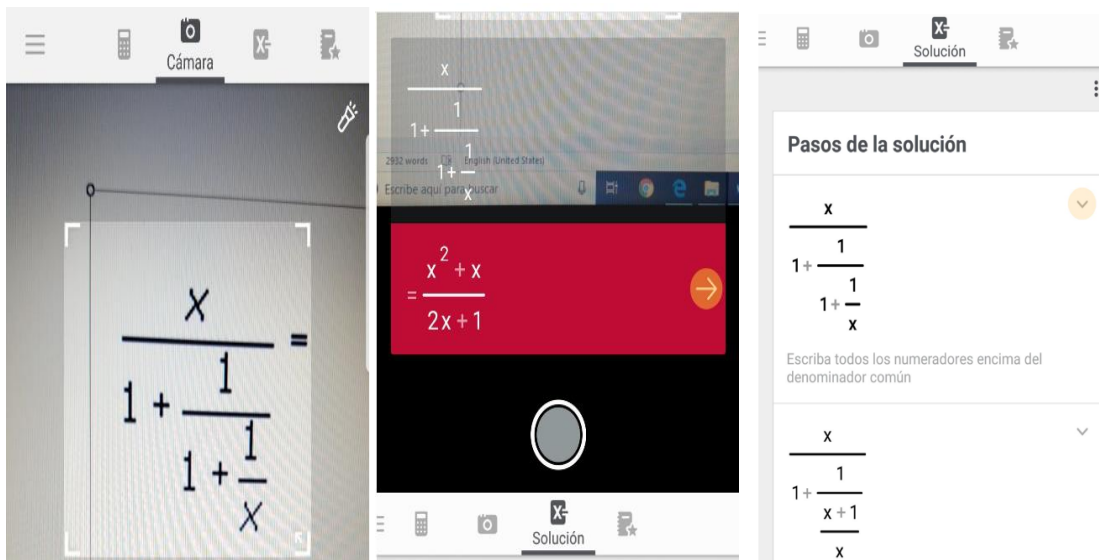 Cámara
x
=
1
1 +
1
1 +
x
x
1
1+
1
1+
x
2932 words English (United States)
Escribe aquí para buscar
x² + x
=
2x + 1
Solución
Solución
Pasos de la solución
x
1
1+
1
1+
x
Escriba todos los numeradores encima del
denominador común
x
1
1+
x + 1
x